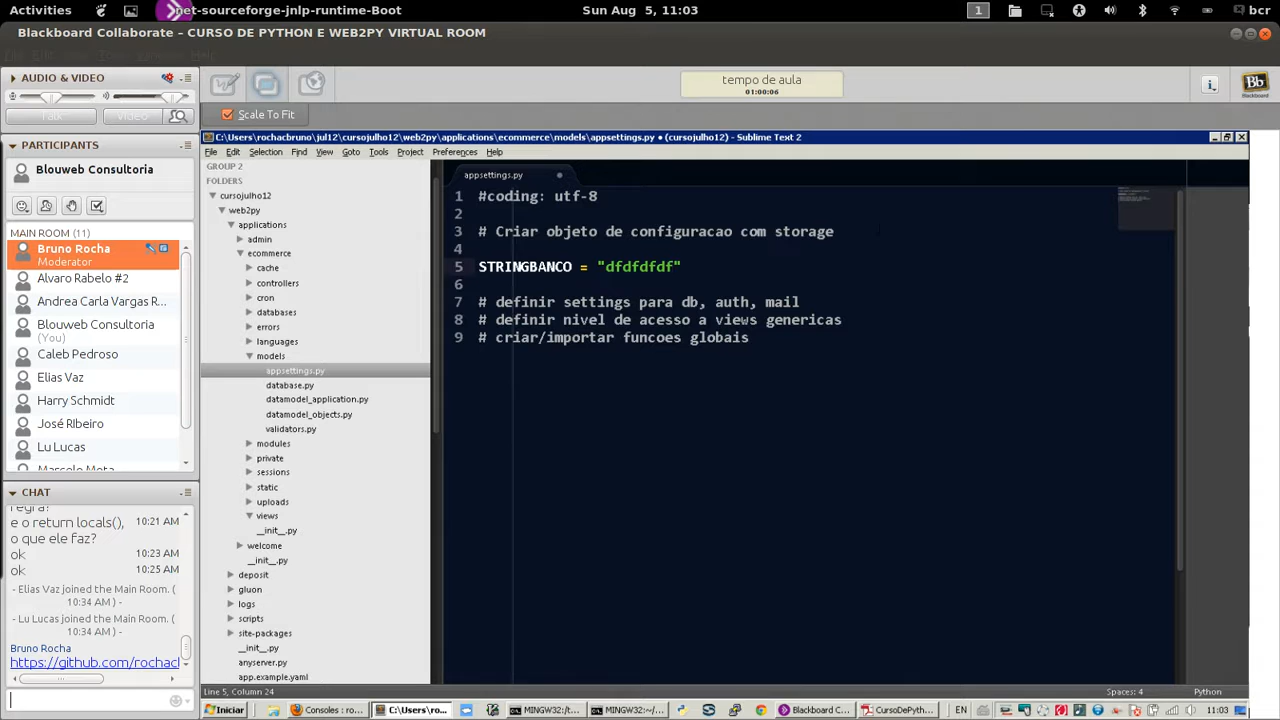 Activities
net-sourceforge-jnlp-runtime-Boot
Sun Aug 5, 11:03
1
bcr
Blackboard Collaborate – CURSO DE PYTHON E WEB2PY VIRTUAL ROOM
AUDIO & VIDEO
Talk
Video
tempo de aula
01:00:06
Blackboard
Scale To Fit
PARTICIPANTS
Blouweb Consultoria
MAIN ROOM (11)
Bruno Rocha
Moderator
Alvaro Rabelo #2
Andrea Carla Vargas R...
Blouweb Consultoria
(You)
Caleb Pedroso
Elias Vaz
Harry Schmidt
José RIbeiro
Lu Lucas
Marcelo Mota
CHAT
regra?
e o return locals(),
10:21 AM
o que ele faz?
ok
10:23 AM
ok
10:25 AM
- Elias Vaz joined the Main Room. (
10:34 AM ) -
- Lu Lucas joined the Main Room. (
10:34 AM ) -
Bruno Rocha
https://github.com/rochacl
C:\Users\rochacbruno\jul12\cursojulho12\web2py\applications\ecommerce\models\appsettings.py • (cursojulho12) - Sublime Text 2
File Edit Selection Find View Goto Tools Project Preferences Help
GROUP 2
FOLDERS
cursojulho12
web2py
applications
admin
ecommerce
cache
controllers
cron
databases
errors
languages
models
appsettings.py
database.py
datamodel_application.py
datamodel_objects.py
validators.py
modules
private
sessions
static
uploads
views
__init__.py
welcome
__init__.py
deposit
gluon
logs
scripts
site-packages
__init__.py
anyserver.py
app.example.yaml
appsettings.py
1 #coding: utf-8
2
3 # Criar objeto de configuracao com storage
4
5 STRINGBANCO = "dfdfdfdf"
6
7 # definir settings para db, auth, mail
8 # definir nivel de acesso a views genericas
9 # criar/importar funcoes globais
Line 5, Column 24
Spaces: 4
Python
Iniciar
Consoles : ro...
C:\Users\ro...
MINGW32:/t...
MINGW32:~/...
Blackboard C...
CursoDePyth...
EN
11:03